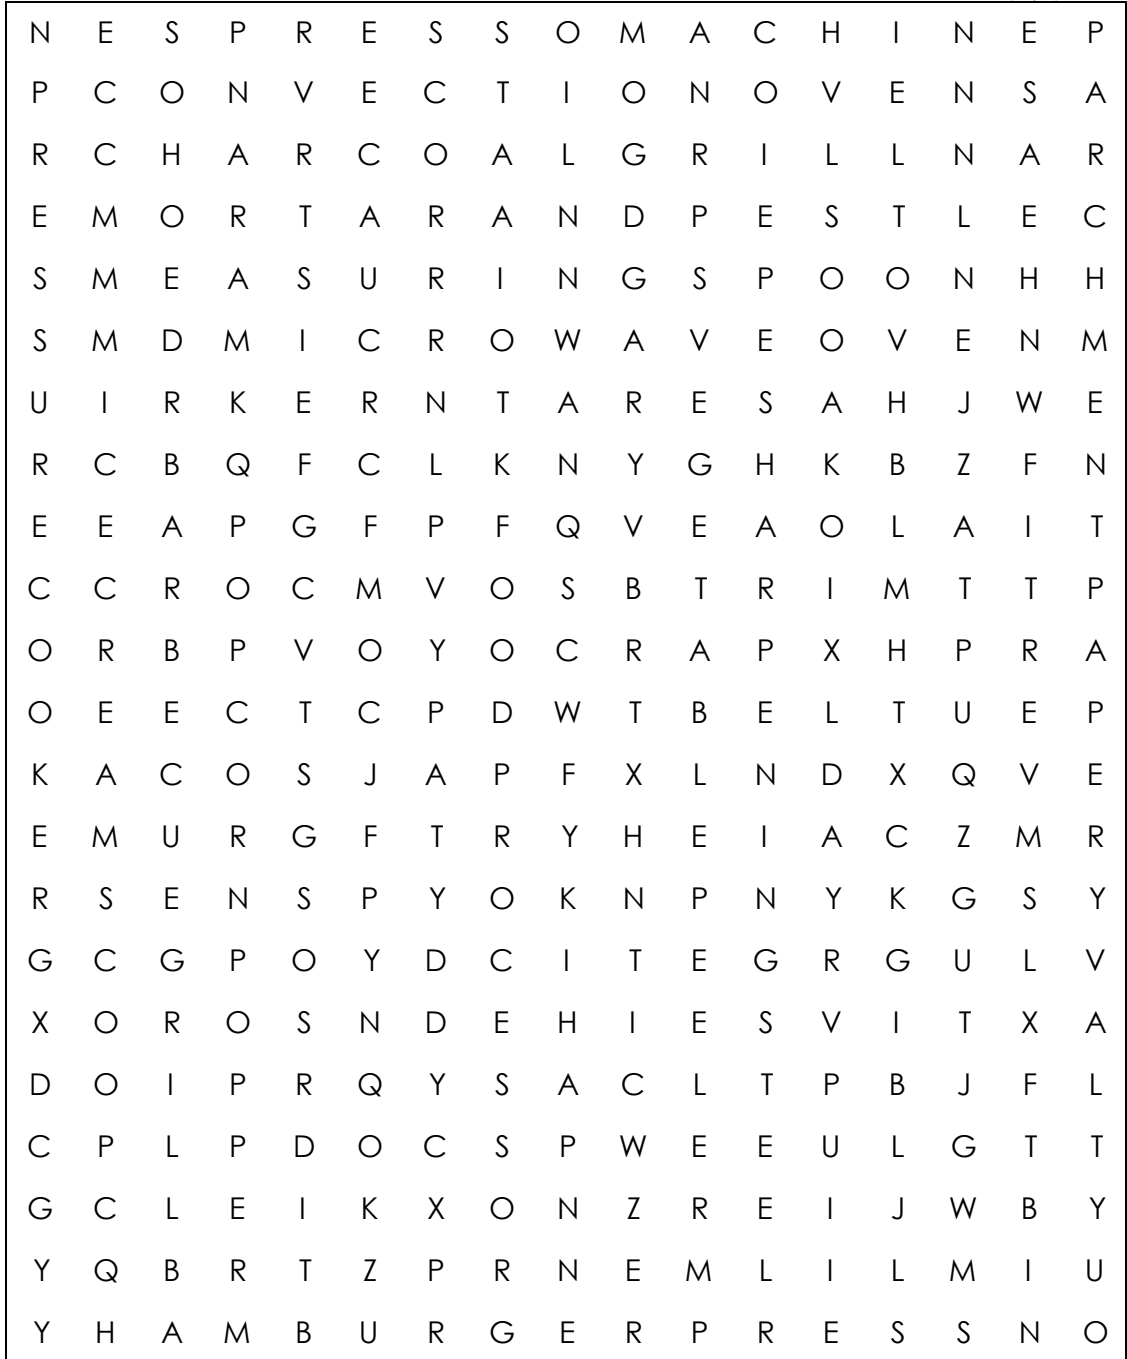 N E S P R E S S O M A C H I N E P
P C O N V E C T I O N O V E N S A
R C H A R C O A L G R I L L N A R
E M O R T A R A N D P E S T L E C
S M E A S U R I N G S P O O N H H
S M D M I C R O W A V E O V E N M
U I R K E R N T A R E S A H J W E
R C B Q F C L K N Y G H K B Z F N
E E A P G F P F Q V E A O L A I T
C C R O C M V O S B T R I M T T P
O R B P V O Y O C R A P X H P R A
O E E C T C P D W T B E L T U E P
K A C O S J A P F X L N D X Q V E
E M U R G F T R Y H E I A C Z M R
R S E N S P Y O K N P N Y K G S Y
G C G P O Y D C I T E G R G U L V
X O R O S N D E H I E S V I T X A
D O I P R Q Y S A C L T P B J F L
C P L P D O C S P W E E U L G T T
G C L E I K X O N Z R E I J W B Y
Y Q B R T Z P R N E M L I L M I U
Y H A M B U R G E R P R E S S N O